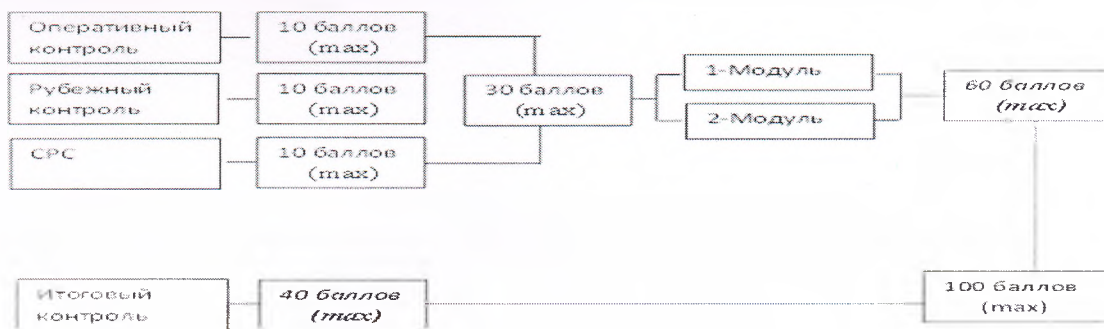 Оперативный
контроль
10 баллов
(max)
Рубежный
контроль
10 баллов
(max)
СРС
10 баллов
(max)
30 баллов
(max)
1-Модуль
2-Модуль
60 баллов
(max)
Итоговый
контроль
40 баллов
(max)
100 баллов
(max)